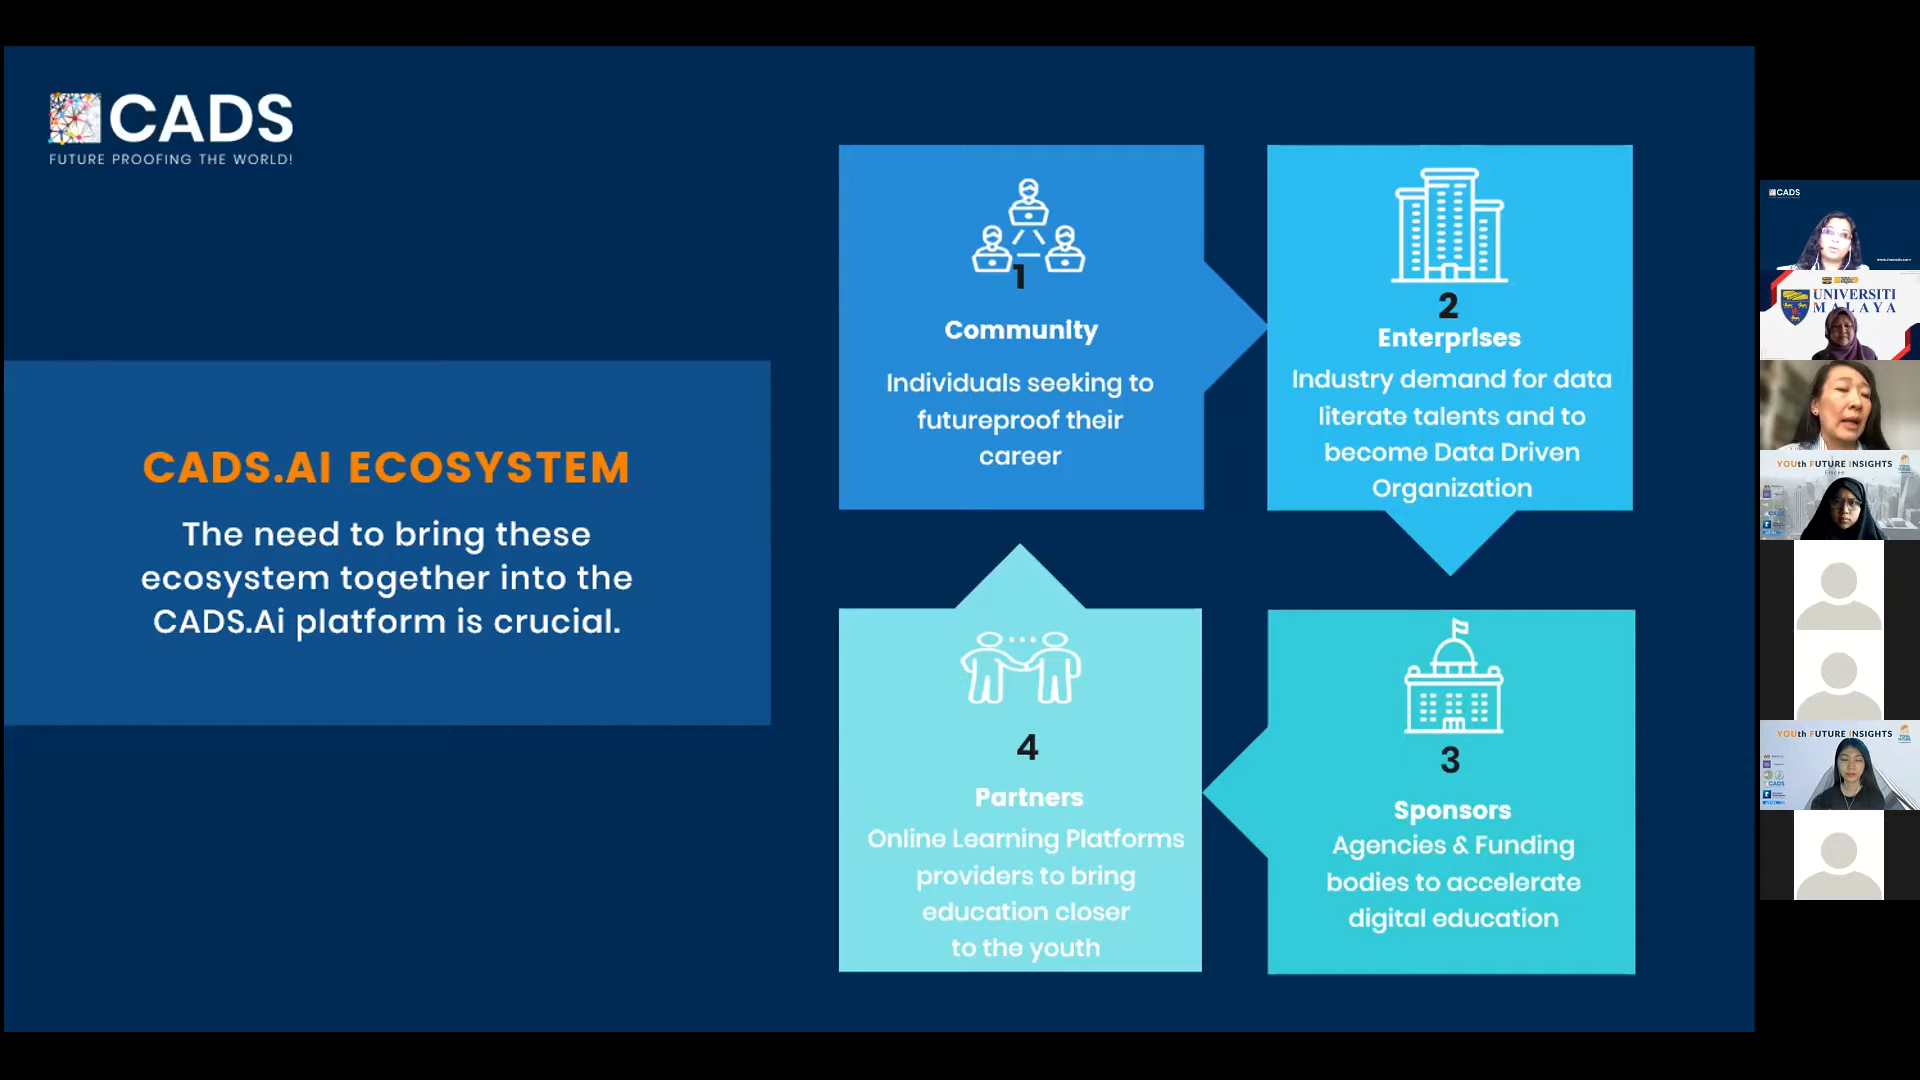 CADS
FUTURE PROOFING THE WORLD!
CADS.AI ECOSYSTEM
The need to bring these
ecosystem together into the
CADS.Ai platform is crucial.
1
Community
Individuals seeking to
futureproof their
career
2
Enterprises
Industry demand for data
literate talents and to
become Data Driven
Organization
3
Sponsors
Agencies & Funding
bodies to accelerate
digital education
4
Partners
Online Learning Platforms
providers to bring
education closer
to the youth
CADS
UNIVERSITI
MALAYA
YOUth FUTURE INSIGHTS
Emcee
YOUth FUTURE INSIGHTS
CADS